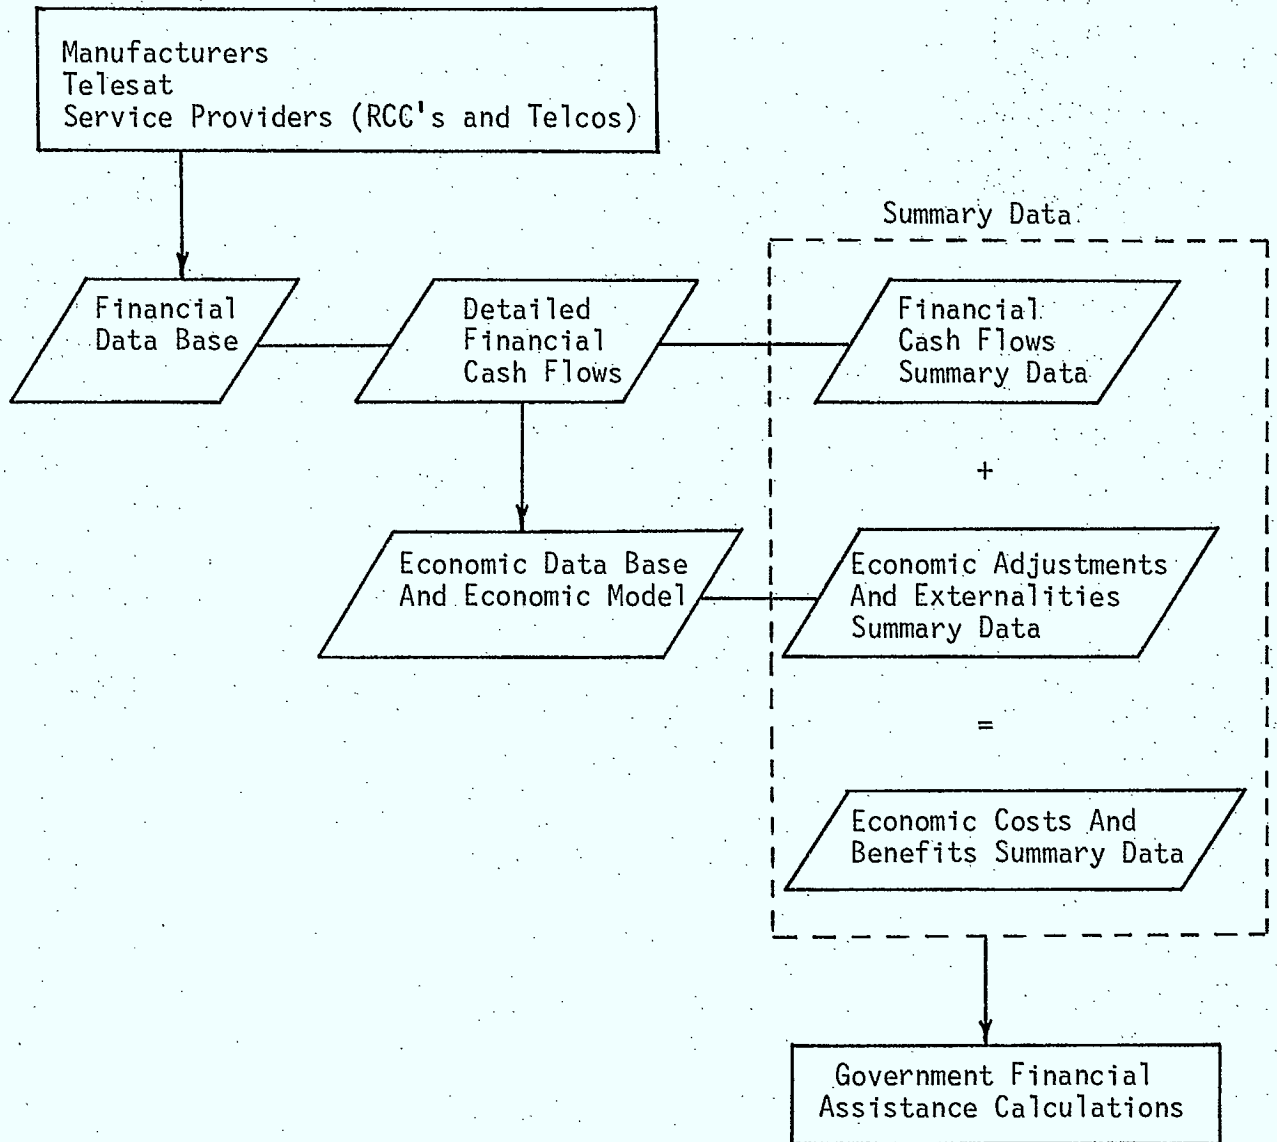 Manufacturers
Telesat
Service Providers (RCC's and Telcos)
Summary Data
Financial
Data Base
Detailed
Financial
Cash Flows
Financial
Cash Flows
Summary Data
+
Economic Data Base
And Economic Model
Economic Adjustments
And Externalities
Summary Data
=
Economic Costs And
Benefits Summary Data
Government Financial
Assistance Calculations